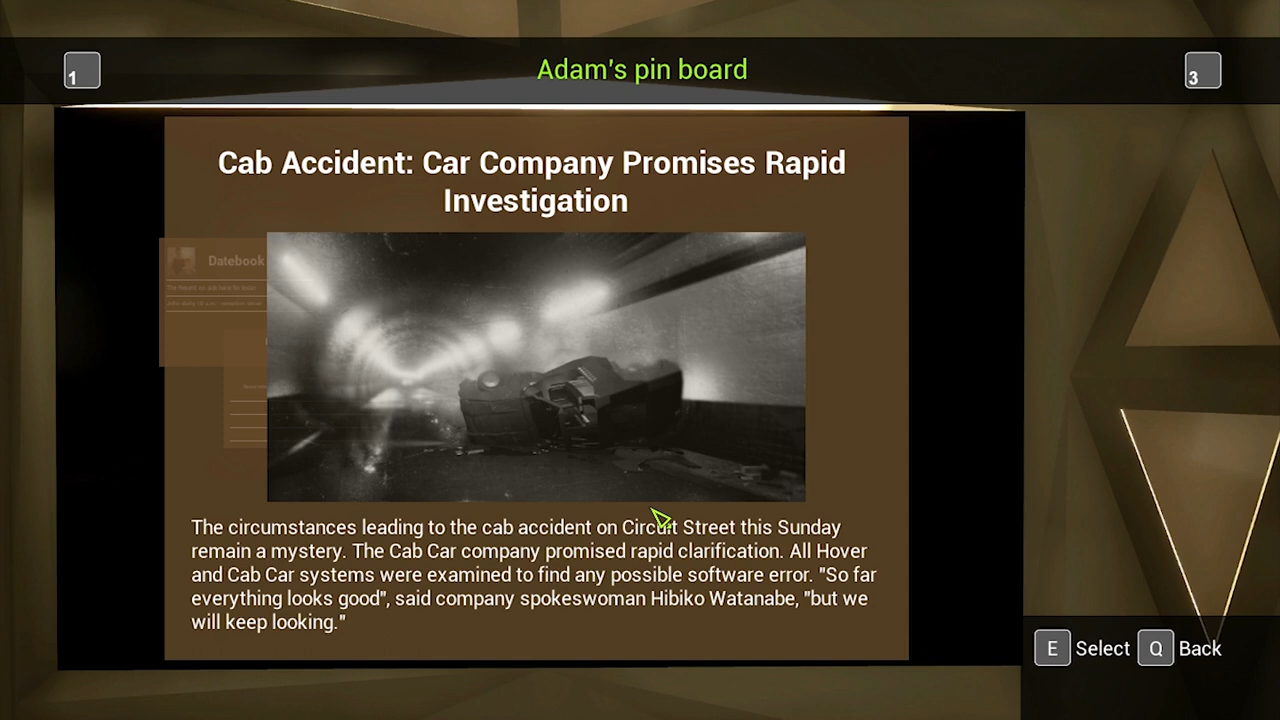 1
Adam's pin board
3
Cab Accident: Car Company Promises Rapid
Investigation
Datebook
The circumstances leading to the cab accident on Circuit Street this Sunday
remain a mystery. The Cab Car company promised rapid clarification. All Hover
and Cab Car systems were examined to find any possible software error. "So far
everything looks good", said company spokeswoman Hibiko Watanabe, "but we
will keep looking."
E Select Q Back